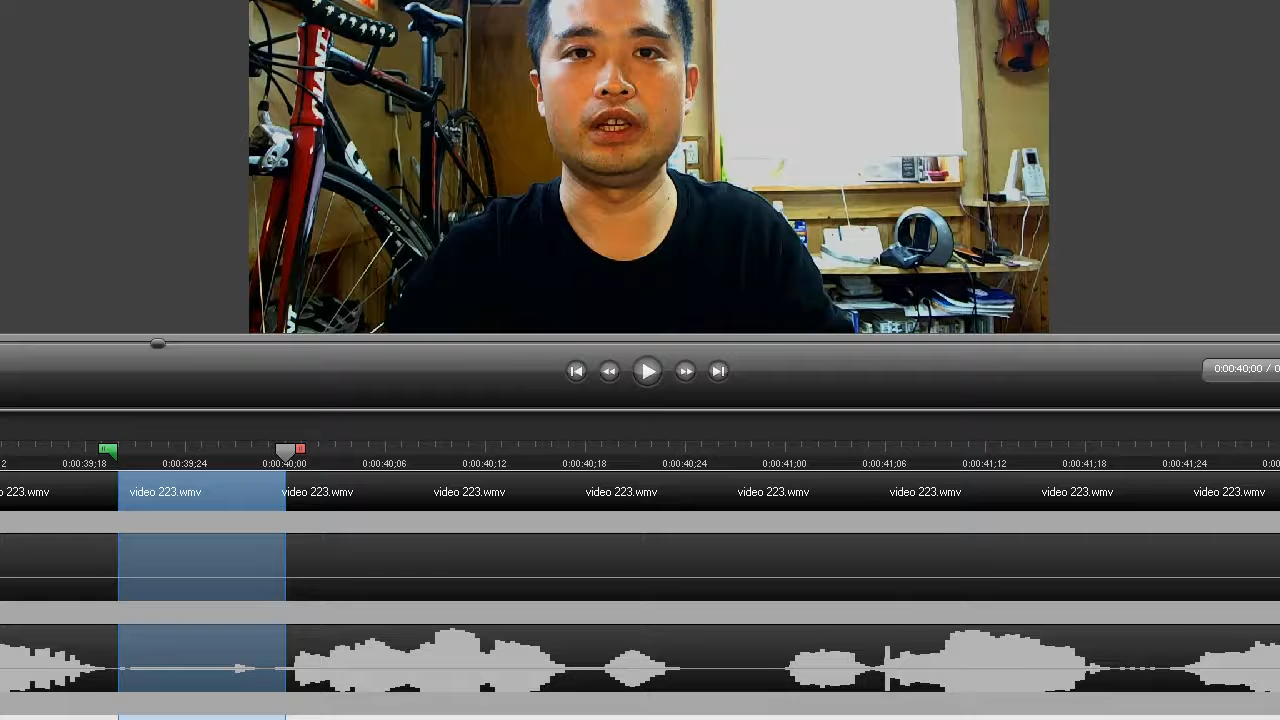 GIANT
0:00:40;00 / 0
2 0:00:39;18 0:00:39;24 0:00:40;00 0:00:40;06 0:00:40;12 0:00:40;18 0:00:40;24 0:00:41;00 0:00:41;06 0:00:41;12 0:00:41;18 0:00:41;24 0:00
o 223.wmv video 223.wmv video 223.wmv video 223.wmv video 223.wmv video 223.wmv video 223.wmv video 223.wmv video 223.wmv